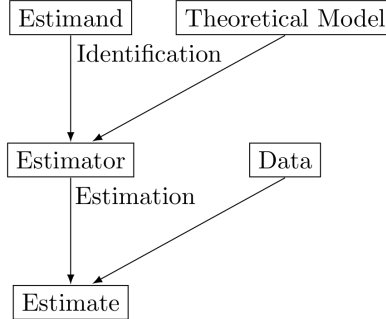 Estimand
Theoretical Model
Identification
Estimator
Data
Estimation
Estimate